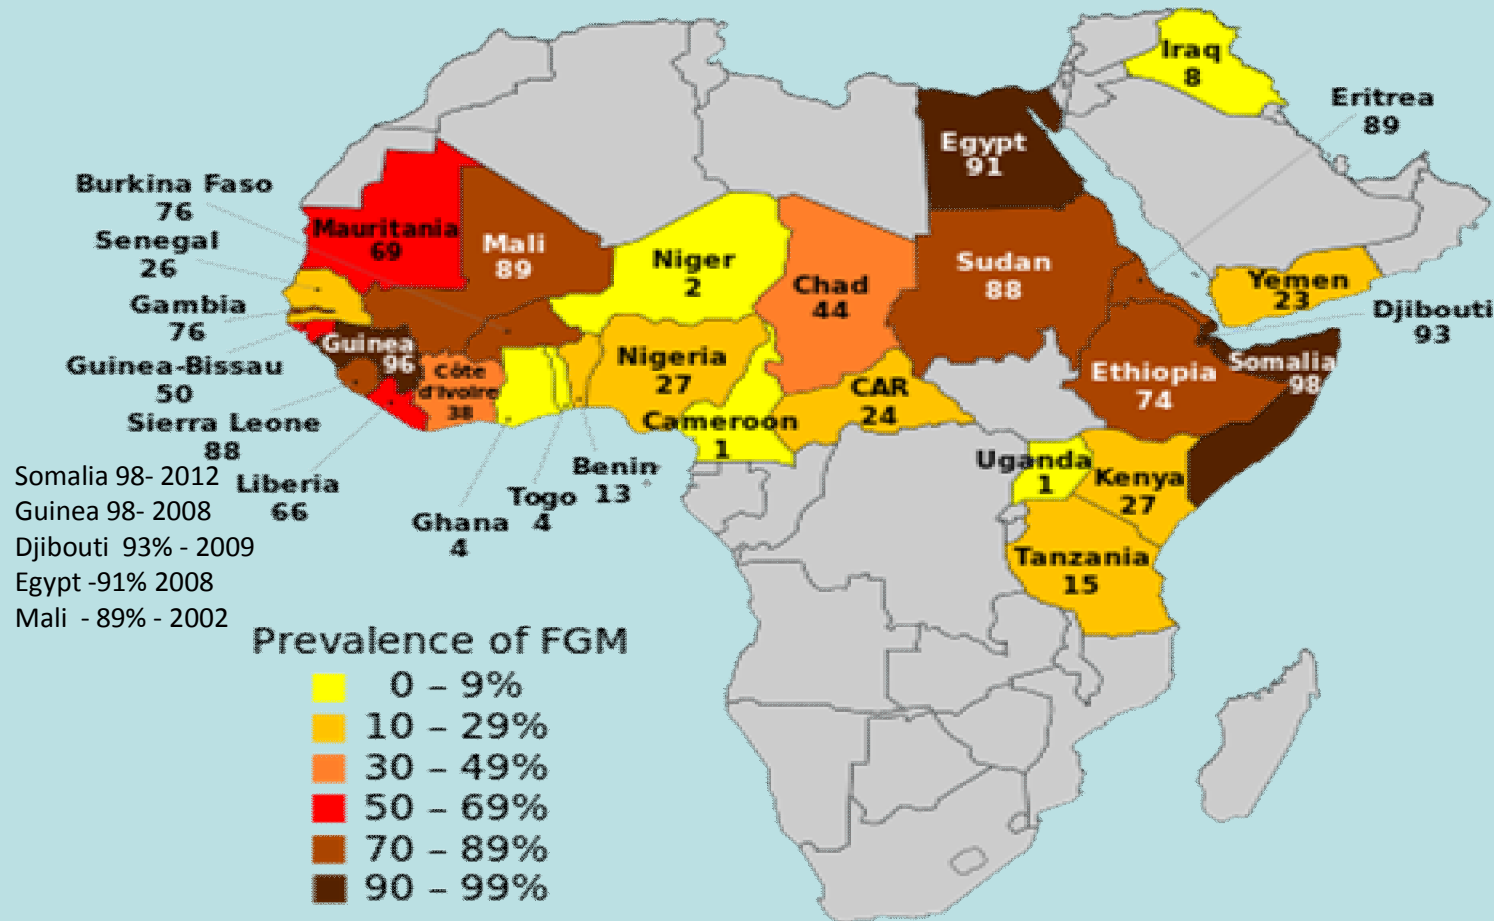 Iraq
8
Eritrea
89
Egypt
91
Burkina Faso
76
Mauritania
69
Senegal
26
Mali
89
Niger
2
Chad
44
Sudan
88
Yemen
23
Gambia
76
Djibouti
93
Guinea
96
Guinea-Bissau
50
Côte
d'Ivoire
38
Nigeria
27
CAR
24
Ethiopia
74
Somalia
98
Sierra Leone
88
Cameroon
1
Liberia
66
Ghana
4
Togo
4
Benin
13
Uganda
1
Kenya
27
Tanzania
15
Somalia 98- 2012
Guinea 98- 2008
Djibouti 93% - 2009
Egypt -91% 2008
Mali - 89% - 2002
Prevalence of FGM
0 – 9%
10 – 29%
30 – 49%
50 – 69%
70 – 89%
90 – 99%